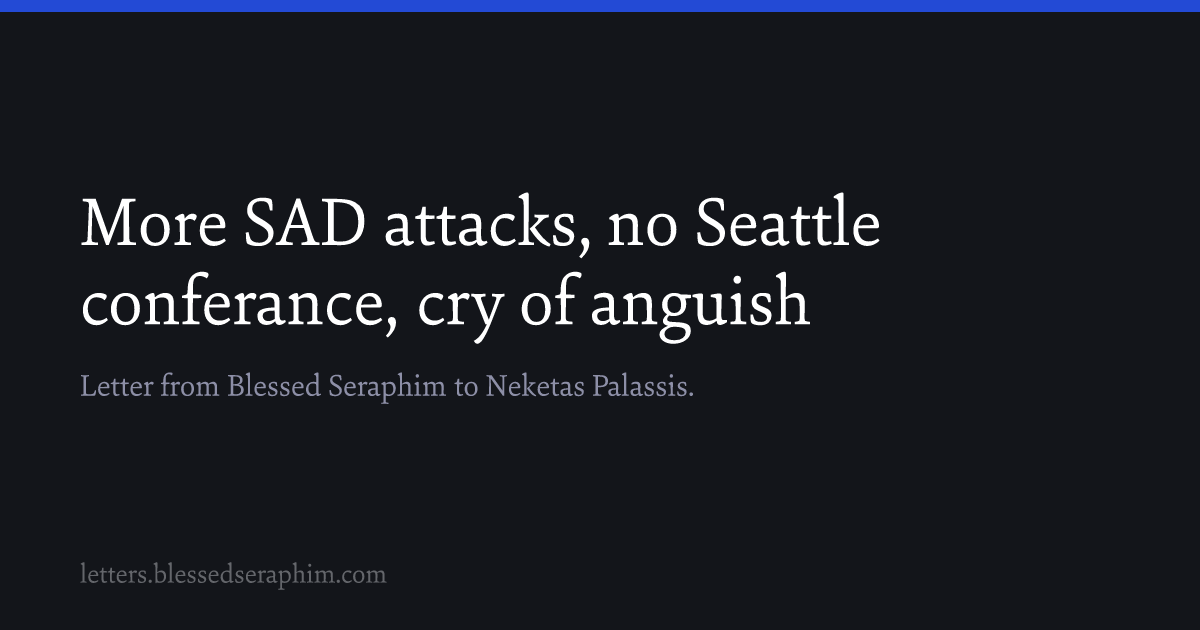 More SAD attacks, no Seattle
conferance, cry of anguish
Letter from Blessed Seraphim to Neketas Palassis.
letters.blessedseraphim.com